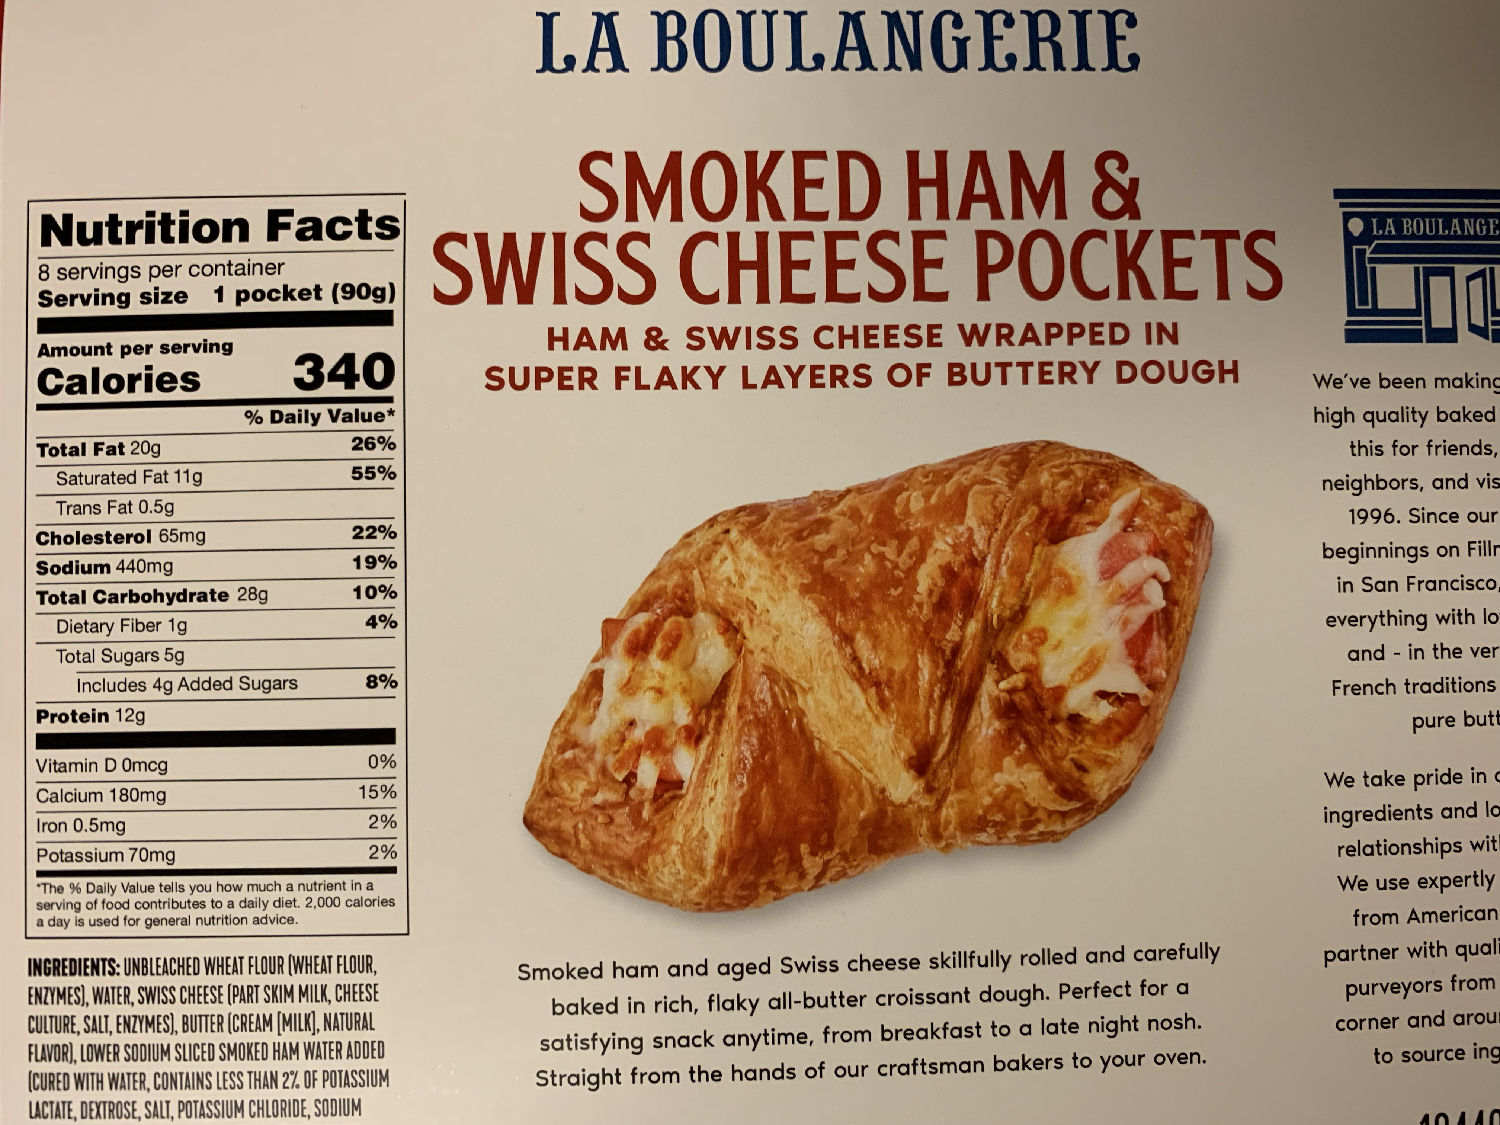 LA BOULANGERIE
SMOKED HAM &
SWISS CHEESE POCKETS
HAM & SWISS CHEESE WRAPPED IN
SUPER FLAKY LAYERS OF BUTTERY DOUGH
Nutrition Facts
8 servings per container
Serving size 1 pocket (90g)
Amount per serving
Calories 340
% Daily Value*
Total Fat 20g 26%
Saturated Fat 11g 55%
Trans Fat 0.5g
Cholesterol 65mg 22%
Sodium 440mg 19%
Total Carbohydrate 28g 10%
Dietary Fiber 1g 4%
Total Sugars 5g
Includes 4g Added Sugars 8%
Protein 12g
Vitamin D 0mcg 0%
Calcium 180mg 15%
Iron 0.5mg 2%
Potassium 70mg 2%
*The % Daily Value tells you how much a nutrient in a
serving of food contributes to a daily diet. 2,000 calories
a day is used for general nutrition advice.
INGREDIENTS: UNBLEACHED WHEAT FLOUR (WHEAT FLOUR,
ENZYMES), WATER, SWISS CHEESE (PART SKIM MILK, CHEESE
CULTURE, SALT, ENZYMES), BUTTER (CREAM [MILK], NATURAL
FLAVOR), LOWER SODIUM SLICED SMOKED HAM WATER ADDED
(CURED WITH WATER, CONTAINS LESS THAN 2% OF POTASSIUM
LACTATE, DEXTROSE, SALT, POTASSIUM CHLORIDE, SODIUM
Smoked ham and aged Swiss cheese skillfully rolled and carefully
baked in rich, flaky all-butter croissant dough. Perfect for a
satisfying snack anytime, from breakfast to a late night nosh.
Straight from the hands of our craftsman bakers to your oven.
LA BOULANGE
We've been making
high quality baked
this for friends,
neighbors, and vis
1996. Since our
beginnings on Fill
in San Francisco,
everything with lo
and - in the ver
French traditions
pure butt
We take pride in
ingredients and lo
relationships wit
We use expertly
from American
partner with quali
purveyors from
corner and arou
to source ing